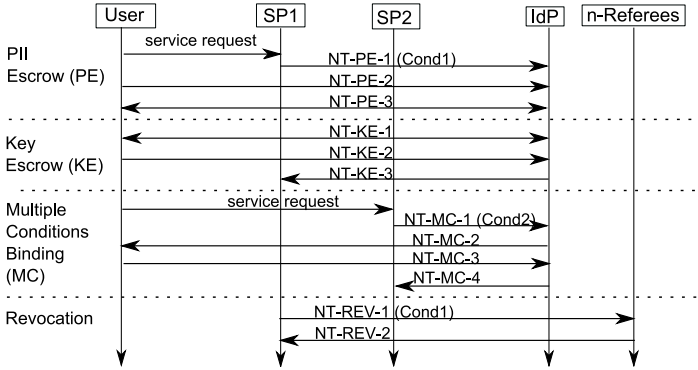 User SP1 SP2 IdP n-Referees
service request
PII
Escrow (PE)
NT-PE-1 (Cond1)
NT-PE-2
NT-PE-3
Key
Escrow (KE)
NT-KE-1
NT-KE-2
NT-KE-3
Multiple
Conditions
Binding
(MC)
service request
NT-MC-1 (Cond2)
NT-MC-2
NT-MC-3
NT-MC-4
Revocation
NT-REV-1 (Cond1)
NT-REV-2